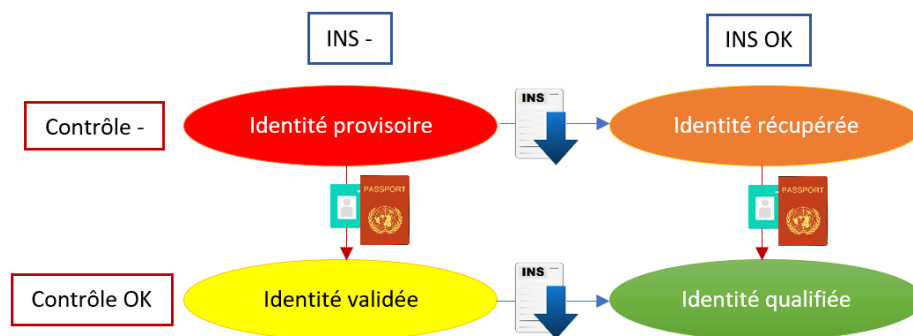 INS -
INS OK
Contrôle -
Identité provisoire
INS
Identité récupérée
PASSPORT
PASSPORT
Contrôle OK
Identité validée
INS
Identité qualifiée